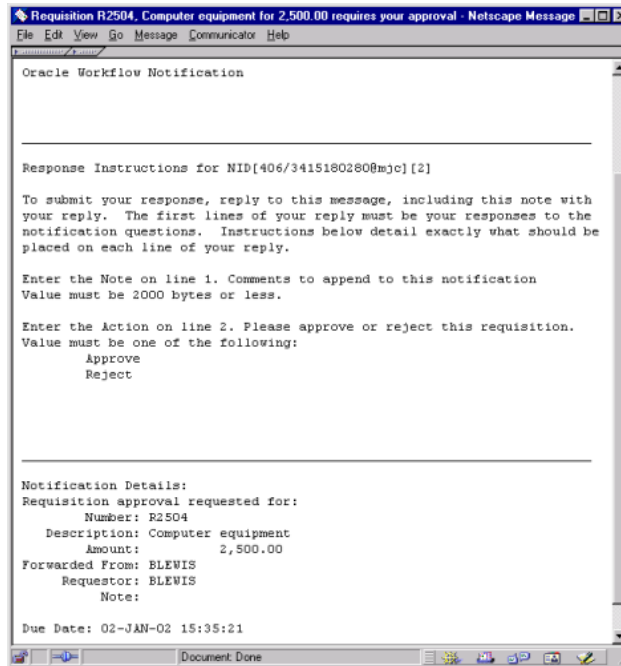 Requisition R2504, Computer equipment for 2,500.00 requires your approval - Netscape Message
File Edit View Go Message Communicator Help
Oracle Workflow Notification
Response Instructions for NID[406/3415180280@mjc][2]
To submit your response, reply to this message, including this note with
your reply. The first lines of your reply must be your responses to the
notification questions. Instructions below detail exactly what should be
placed on each line of your reply.
Enter the Note on line 1. Comments to append to this notification
Value must be 2000 bytes or less.
Enter the Action on line 2. Please approve or reject this requisition.
Value must be one of the following:
Approve
Reject
Notification Details:
Requisition approval requested for:
Number: R2504
Description: Computer equipment
Amount: 2,500.00
Forwarded From: BLEWIS
Requestor: BLEWIS
Note:
Due Date: 02-JAN-02 15:35:21
Document: Done